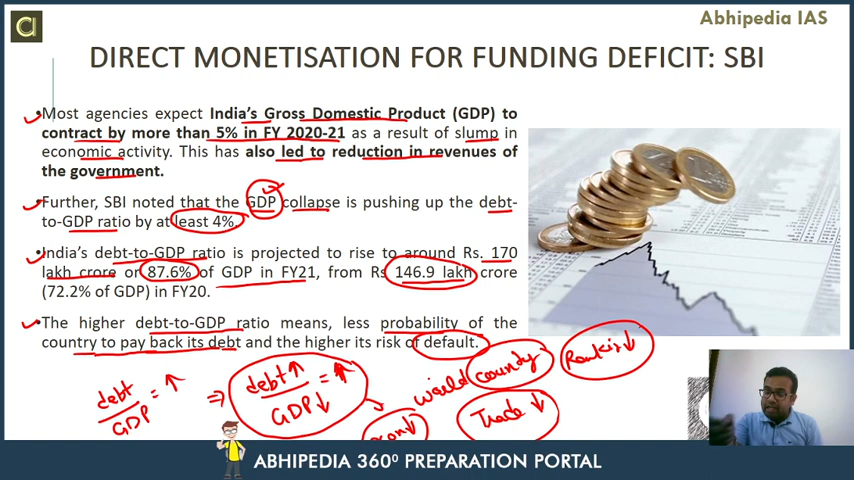 Abhipedia IAS
DIRECT MONETISATION FOR FUNDING DEFICIT: SBI
Most agencies expect India's Gross Domestic Product (GDP) to
contract by more than 5% in FY 2020-21 as a result of slump in
economic activity. This has also led to reduction in revenues of
the government.
Further, SBI noted that the GDP collapse is pushing up the debt-
to-GDP ratio by at least 4%.
India's debt-to-GDP ratio is projected to rise to around Rs. 170
lakh crore or 87.6% of GDP in FY21, from Rs 146.9 lakh crore
(72.2% of GDP) in FY20.
The higher debt-to-GDP ratio means, less probability of the
country to pay back its debt and the higher its risk of default.
debt
GDP = ↑
⇒ debt↑
GDP↓ = ↑
world county
Trade ↓
ABHIPEDIA 360⁰ PREPARATION PORTAL